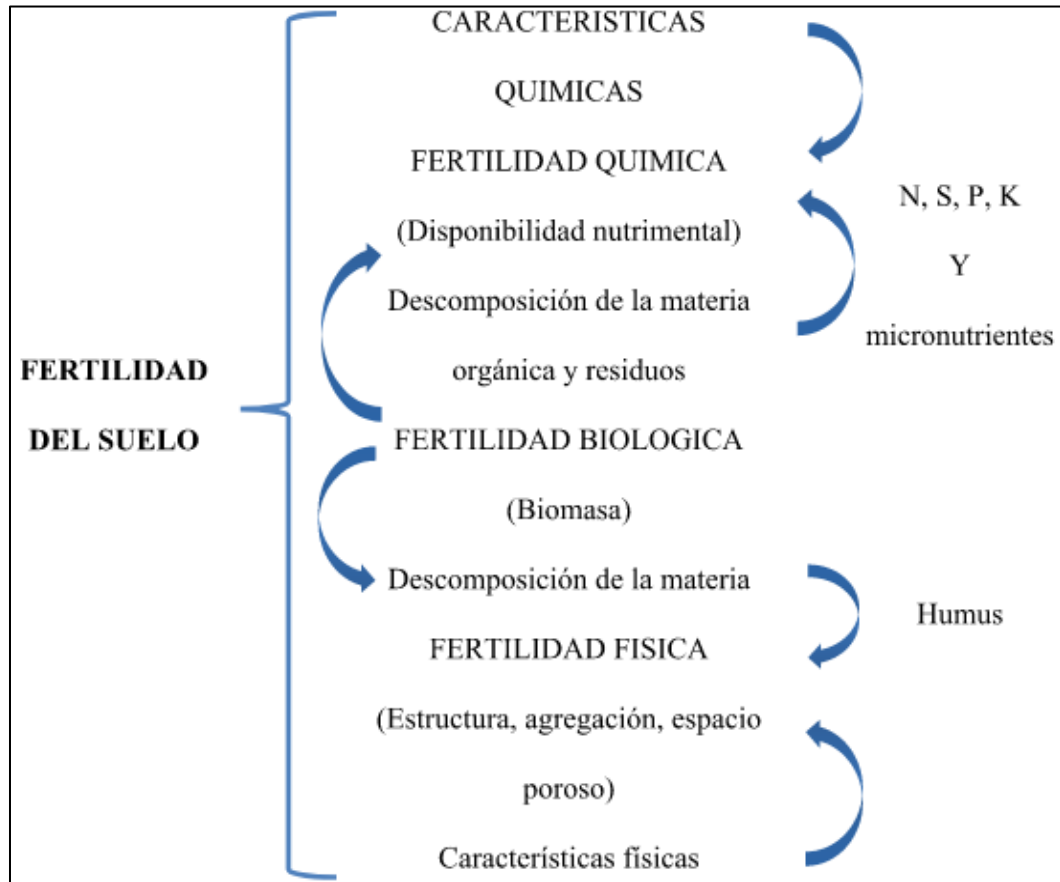 FERTILIDAD
DEL SUELO
CARACTERISTICAS
QUIMICAS
FERTILIDAD QUIMICA
(Disponibilidad nutrimental)
Descomposición de la materia
orgánica y residuos
FERTILIDAD BIOLOGICA
(Biomasa)
Descomposición de la materia
FERTILIDAD FISICA
(Estructura, agregación, espacio
poroso)
Características físicas
N, S, P, K
Y
micronutrientes
Humus